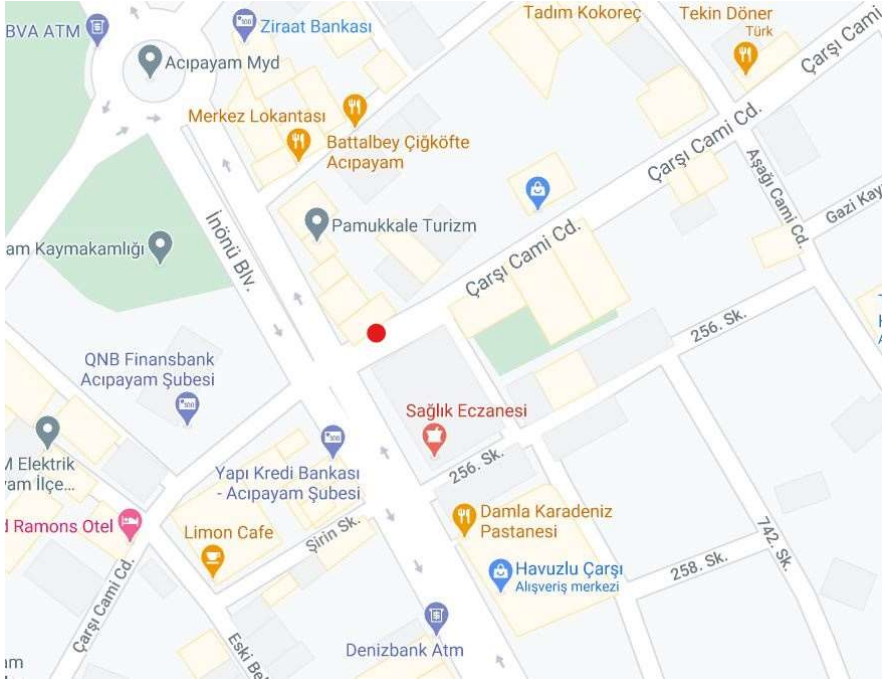 Tadım Kokoreç
Tekin Döner
Türk
BVA ATM
Ziraat Bankası
Acıpayam Myd
Çarşı Cami
Merkez Lokantası
Battalbey Çiğköfte
Acıpayam
Çarşı Cami Cd.
Aşağı Cami Cd.
Gazi Kay
İnönü Blv.
Pamukkale Turizm
am Kaymakamlığı
Çarşı Cami Cd.
256. Sk.
QNB Finansbank
Acıpayam Şubesi
Sağlık Eczanesi
M Elektrik
yam İlçe...
Yapı Kredi Bankası
- Acıpayam Şubesi
256. Sk.
Damla Karadeniz
Pastanesi
d Ramons Otel
Limon Cafe
Şirin Sk.
742. Sk.
Havuzlu Çarşı
Alışveriş merkezi
258. Sk.
Çarşı Cami Cd.
Eski Be
Denizbank Atm
am